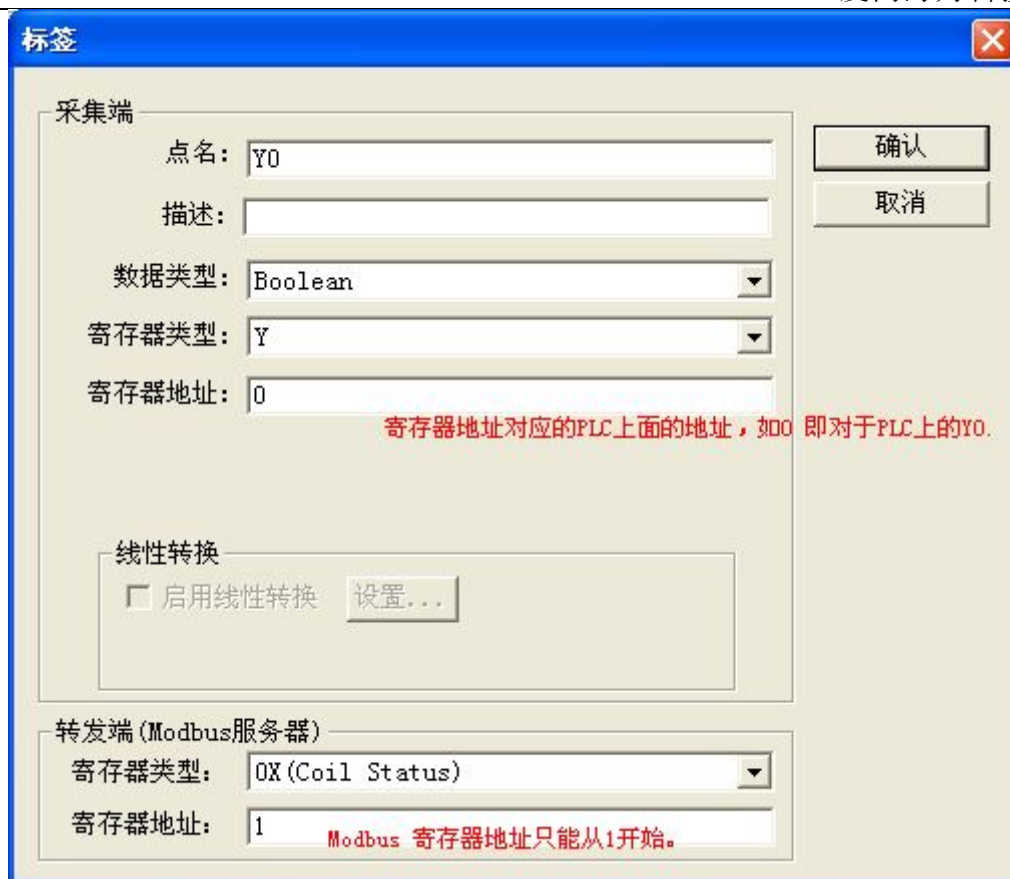 标签
采集端
确认
点名: Y0
取消
描述:
数据类型: Boolean
寄存器类型: Y
寄存器地址: 0
寄存器地址对应的PLC上面的地址,如0 即对于PLC上的Y0.
线性转换
启用线性转换 设置...
转发端(Modbus服务器)
寄存器类型: 0X(Coil Status)
寄存器地址: 1
Modbus 寄存器地址只能从1开始。